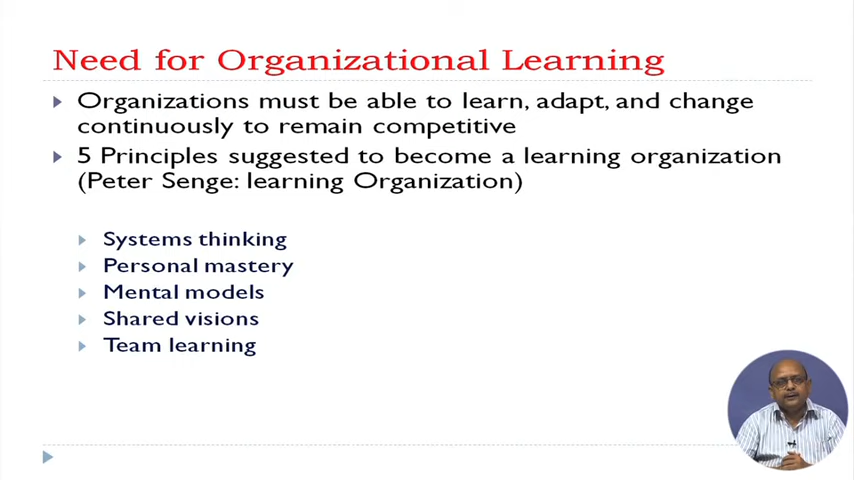 Need for Organizational Learning
Organizations must be able to learn, adapt, and change
continuously to remain competitive
5 Principles suggested to become a learning organization
(Peter Senge: learning Organization)
Systems thinking
Personal mastery
Mental models
Shared visions
Team learning